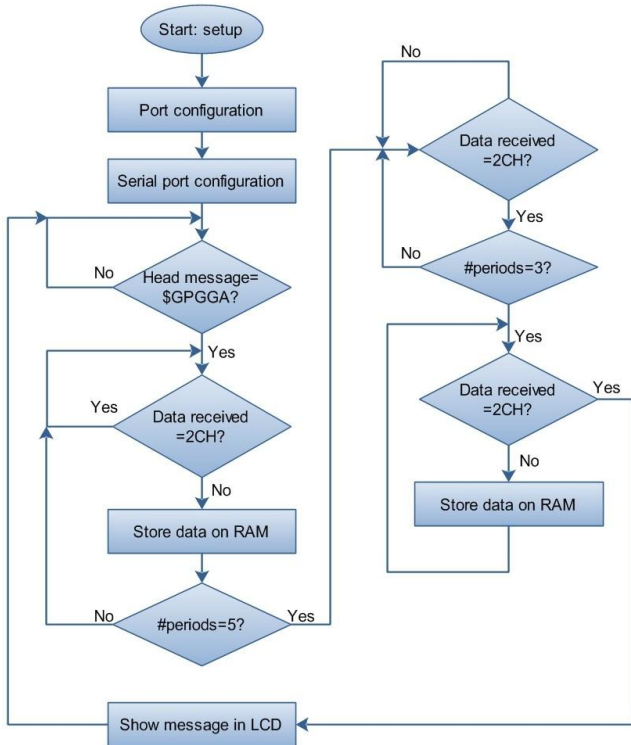 Start: setup
Port configuration
Serial port configuration
No
Head message=
$GPGGA?
Yes
Yes
Data received
=2CH?
No
Store data on RAM
No
#periods=5?
Yes
Show message in LCD
No
Data received
=2CH?
Yes
No
#periods=3?
Yes
Data received
=2CH?
Yes
No
Store data on RAM